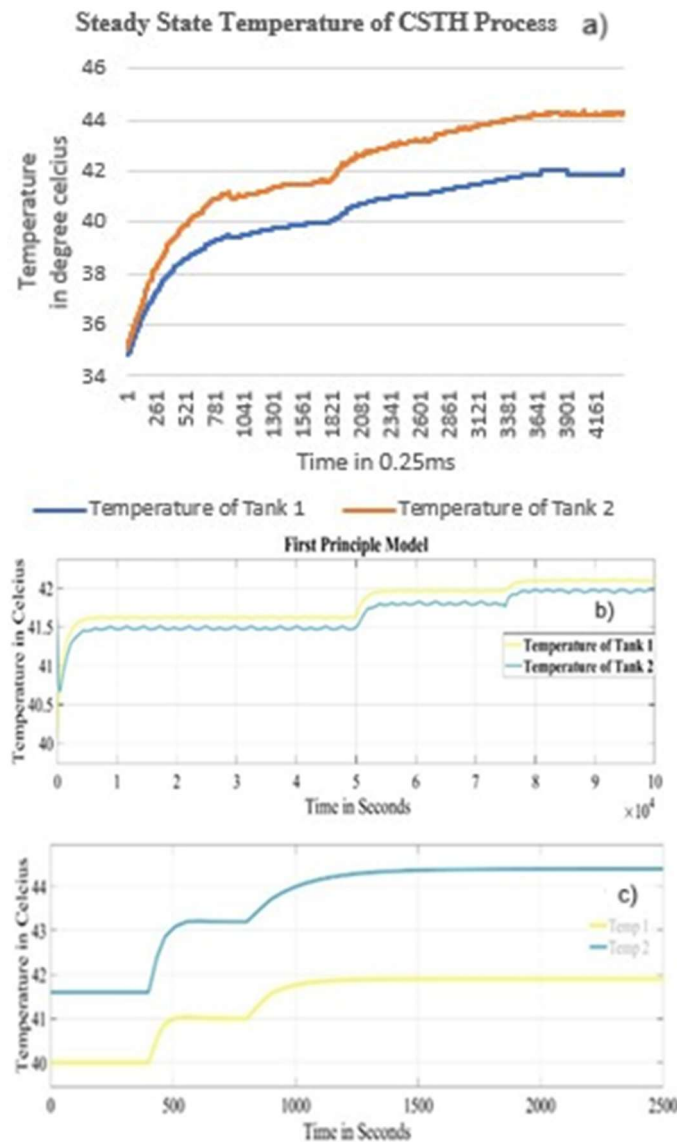 Steady State Temperature of CSTH Process a)
46
44
42
40
38
36
34
Temperature
in degree celcius
1 261 521 781 1041 1301 1561 1821 2081 2341 2601 2861 3121 3381 3641 3901 4161
Time in 0.25ms
Temperature of Tank 1 Temperature of Tank 2
First Principle Model
Temperature in Celcius
42
41.5
41
40.5
40
b)
Temperature of Tank 1
Temperature of Tank 2
0 1 2 3 4 5 6 7 8 9 10
Time in Seconds
×10⁴
Temperature in Celcius
44
43
42
41
40
c)
Temp 1
Temp 2
0 500 1000 1500 2000 2500
Time in Seconds